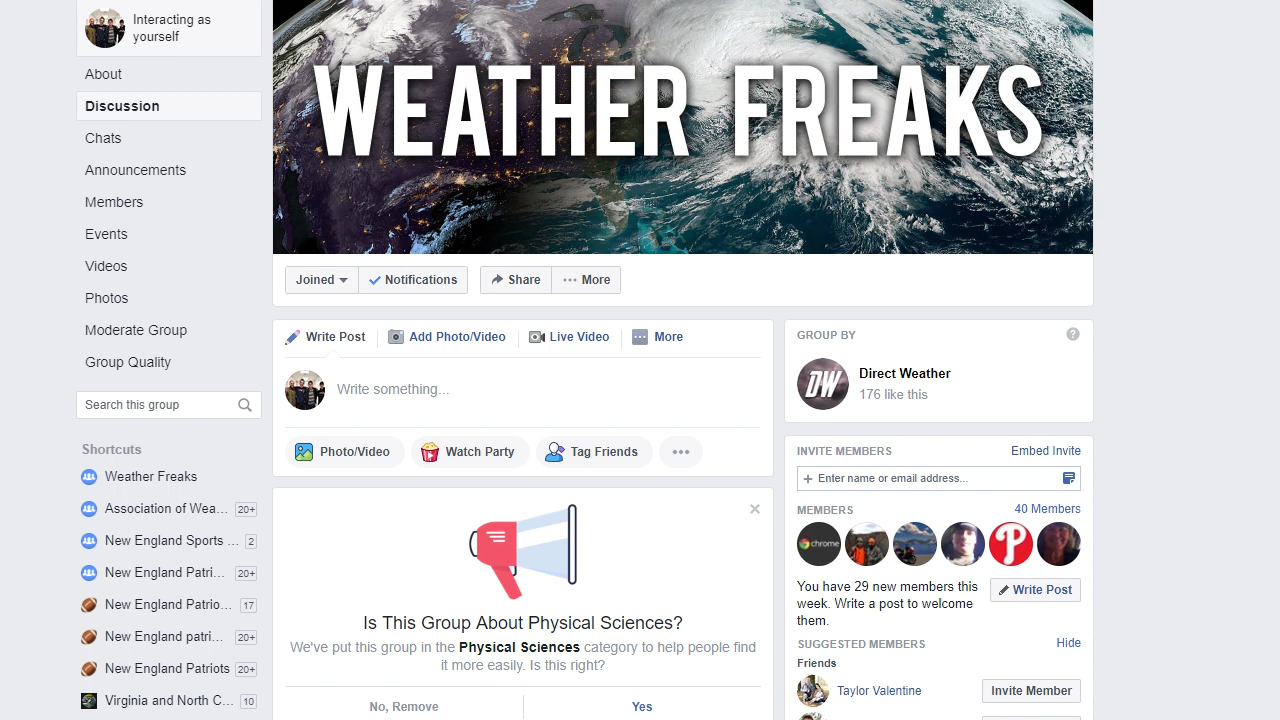 Interacting as
yourself
About
Discussion
Chats
Announcements
Members
Events
Videos
Photos
Moderate Group
Group Quality
Search this group
Shortcuts
Weather Freaks
Association of Wea... 20+
New England Sports ... 2
New England Patri... 20+
New England Patrio... 17
New England patri... 20+
New England Patriots 20+
Virginia and North C... 10
WEATHER FREAKS
Joined Notifications Share More
Write Post Add Photo/Video Live Video More
Write something...
Photo/Video Watch Party Tag Friends
Is This Group About Physical Sciences?
We've put this group in the Physical Sciences category to help people find
it more easily. Is this right?
No, Remove Yes
GROUP BY ?
DW
Direct Weather
176 like this
INVITE MEMBERS Embed Invite
+ Enter name or email address...
MEMBERS 40 Members
chrome
P
You have 29 new members this
week. Write a post to welcome
them.
Write Post
SUGGESTED MEMBERS Hide
Friends
Taylor Valentine Invite Member